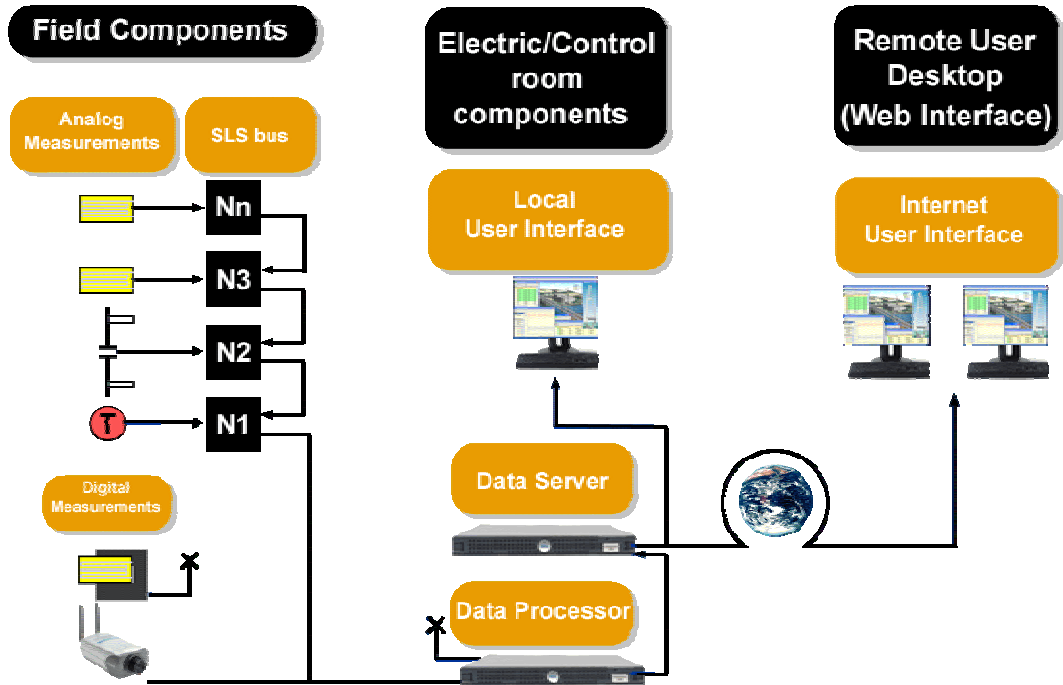 Field Components
Analog
Measurements
SLS bus
Nn
N3
N2
T
N1
Digital
Measurements
Electric/Control
room
components
Local
User Interface
Data Server
Data Processor
Remote User
Desktop
(Web Interface)
Internet
User Interface